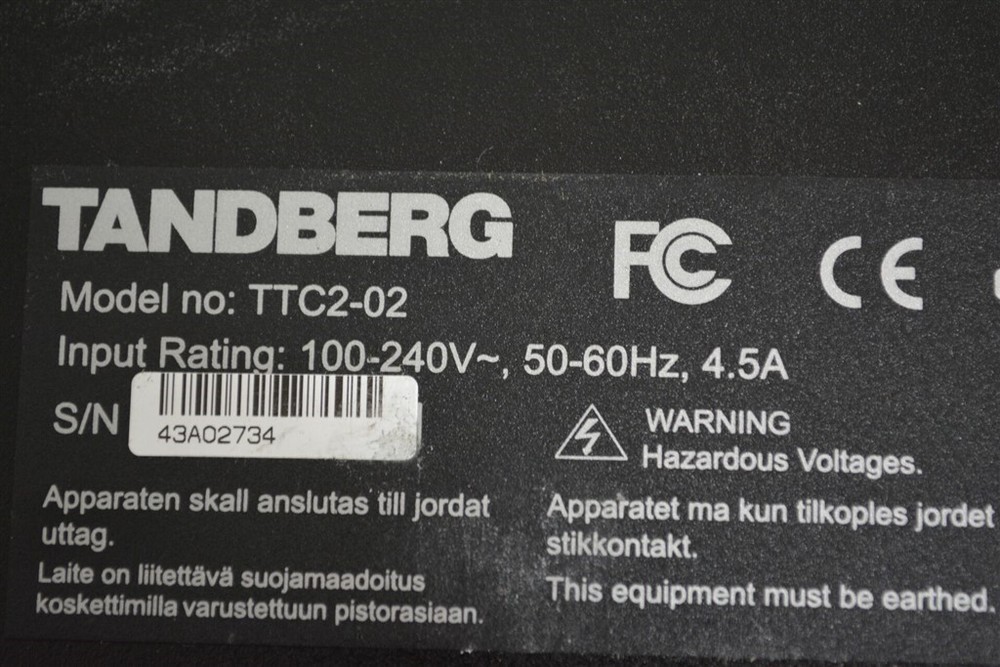 TANDBERG
FC CE
Model no: TTC2-02
Input Rating: 100-240V~, 50-60Hz, 4.5A
S/N 43A02734
WARNING
Hazardous Voltages.
Apparaten skall anslutas till jordat
uttag.
Laite on liitettävä suojamaadoitus
koskettimilla varustettuun pistorasiaan.
Apparatet ma kun tilkoples jordet
stikkontakt.
This equipment must be earthed.